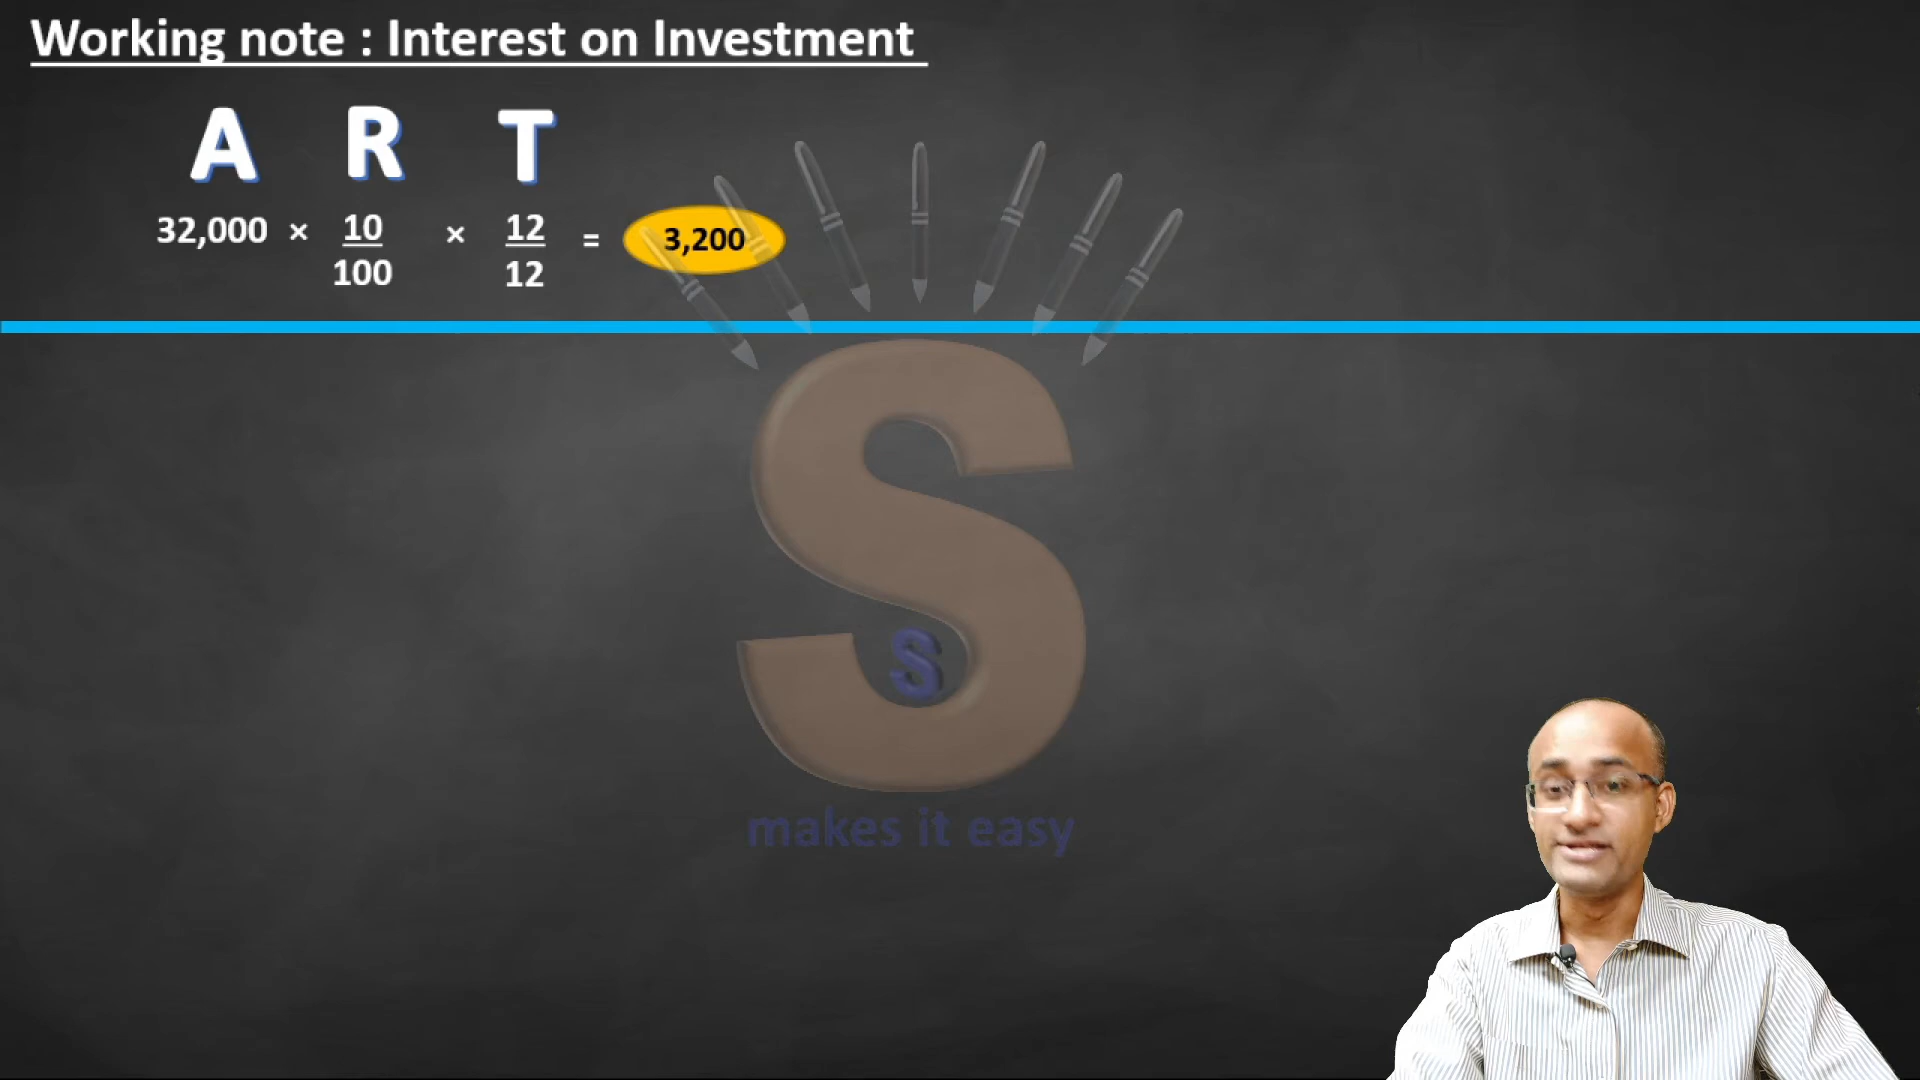 Working note : Interest on Investment
A R T
32,000 × 10/100 × 12/12 = 3,200
S
S
makes it easy